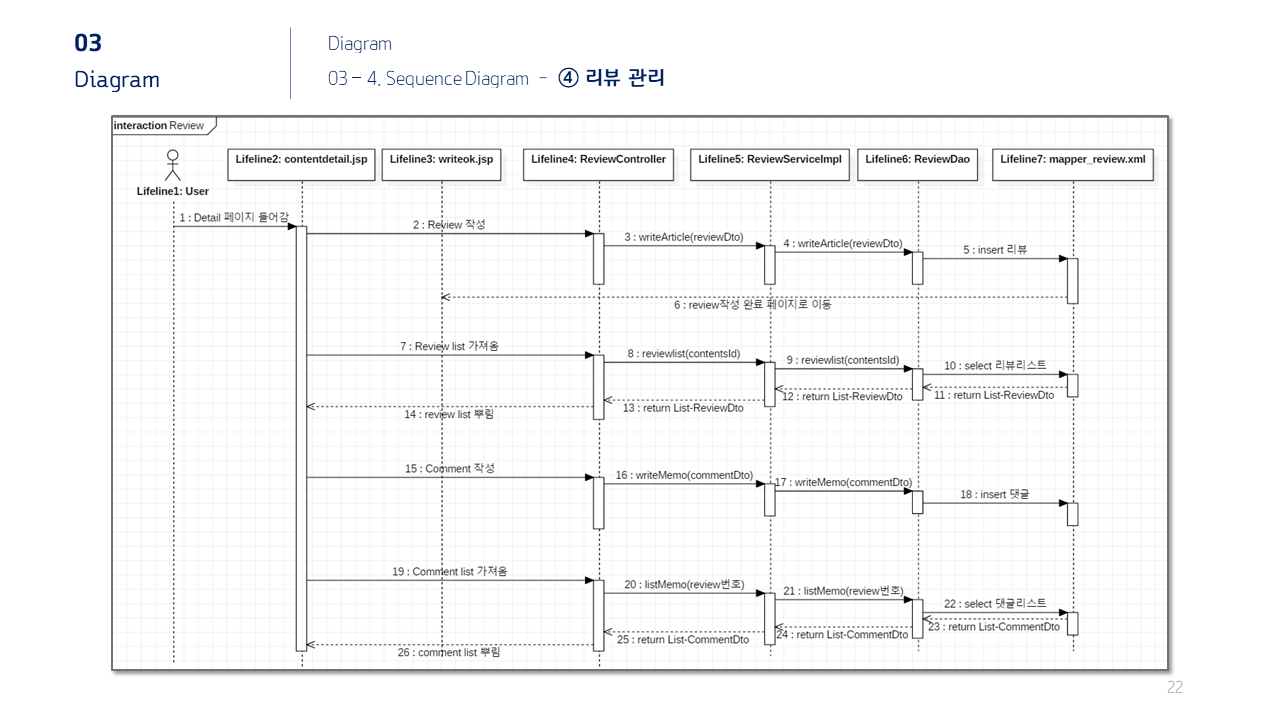 03
Diagram
Diagram
03 – 4. Sequence Diagram – ④ 리뷰 관리
interaction Review
Lifeline1: User
Lifeline2: contentdetail.jsp
Lifeline3: writeok.jsp
Lifeline4: ReviewController
Lifeline5: ReviewServiceImpl
Lifeline6: ReviewDao
Lifeline7: mapper_review.xml
1 : Detail 페이지 들어감
2 : Review 작성
3 : writeArticle(reviewDto)
4 : writeArticle(reviewDto)
5 : insert 리뷰
6 : review작성 완료 페이지로 이동
7 : Review list 가져옴
8 : reviewlist(contentsId)
9 : reviewlist(contentsId)
10 : select 리뷰리스트
11 : return List-ReviewDto
12 : return List-ReviewDto
13 : return List-ReviewDto
14 : review list 뿌림
15 : Comment 작성
16 : writeMemo(commentDto)
17 : writeMemo(commentDto)
18 : insert 댓글
19 : Comment list 가져옴
20 : listMemo(review번호)
21 : listMemo(review번호)
22 : select 댓글리스트
23 : return List-CommentDto
24 : return List-CommentDto
25 : return List-CommentDto
26 : comment list 뿌림
22